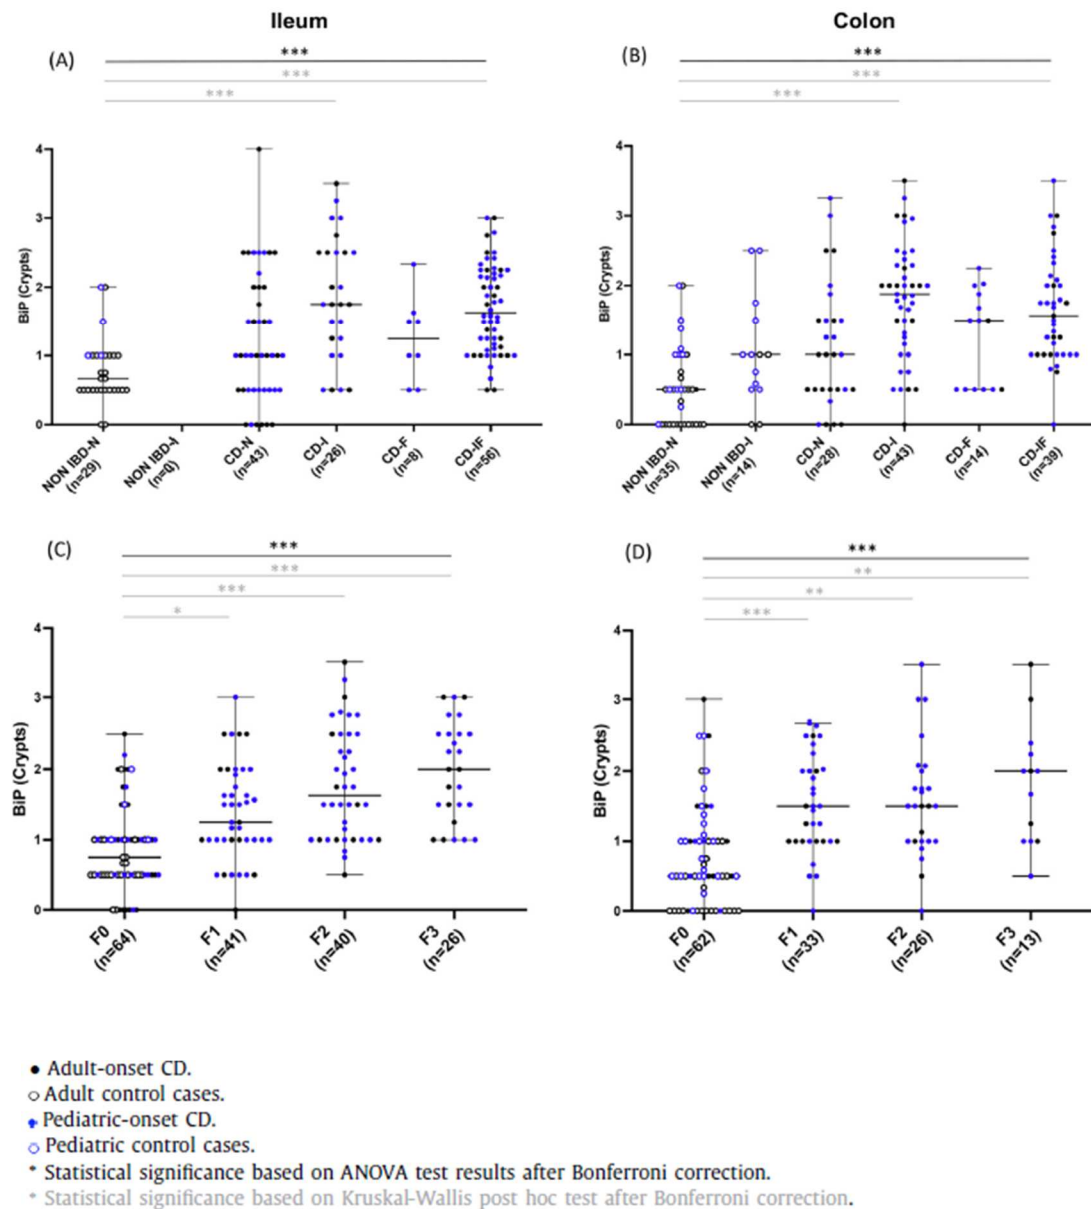 Ileum
Colon
(A)
***
***
***
BiP (Crypts)
4
3
2
1
0
NON IBD-N
(n=29)
NON IBD-I
(n=0)
CD-N
(n=43)
CD-I
(n=26)
CD-F
(n=8)
CD-IF
(n=56)
(B)
***
***
***
BiP (Crypts)
4
3
2
1
0
NON IBD-N
(n=35)
NON IBD-I
(n=14)
CD-N
(n=28)
CD-I
(n=43)
CD-F
(n=14)
CD-IF
(n=39)
(C)
***
***
***
*
BiP (Crypts)
4
3
2
1
0
F0
(n=64)
F1
(n=41)
F2
(n=40)
F3
(n=26)
(D)
***
**
**
***
BiP (Crypts)
4
3
2
1
0
F0
(n=62)
F1
(n=33)
F2
(n=26)
F3
(n=13)
Adult-onset CD.
Adult control cases.
Pediatric-onset CD.
Pediatric control cases.
* Statistical significance based on ANOVA test results after Bonferroni correction.
* Statistical significance based on Kruskal-Wallis post hoc test after Bonferroni correction.